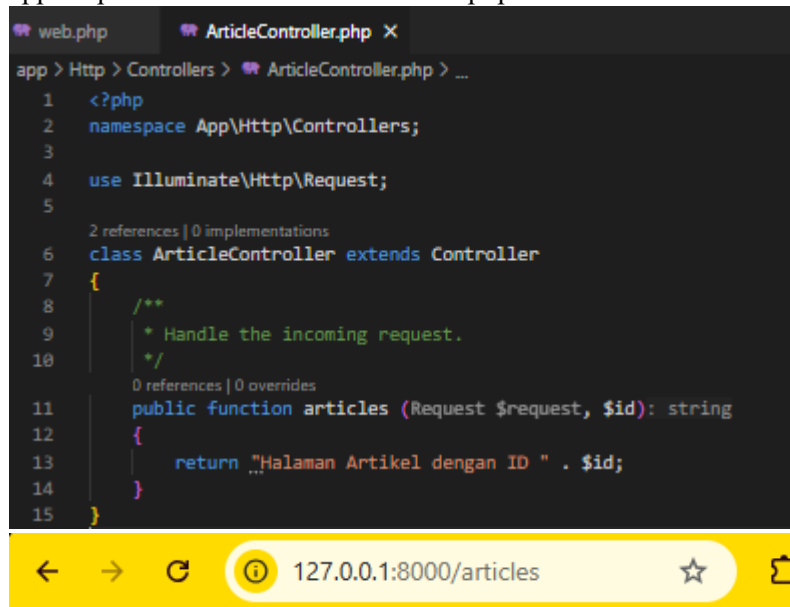 web.php ArticleController.php ×
app > Http > Controllers > ArticleController.php > ...
1 <?php
2 namespace App\Http\Controllers;
3
4 use Illuminate\Http\Request;
5
2 references | 0 implementations
6 class ArticleController extends Controller
7 {
8 /**
9 * Handle the incoming request.
10 */
0 references | 0 overrides
11 public function articles (Request $request, $id): string
12 {
13 return "Halaman Artikel dengan ID " . $id;
14 }
15 }
127.0.0.1:8000/articles